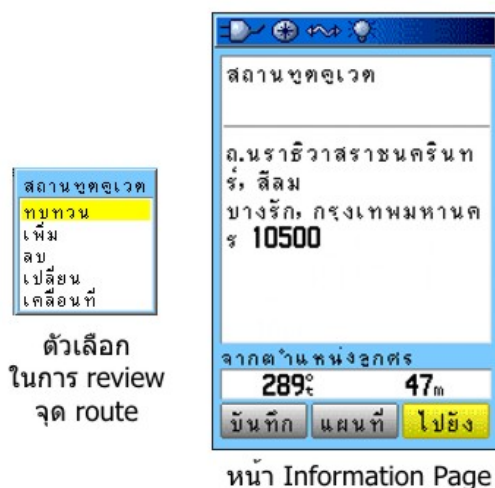 สถานทูตคูเวต
ทบทวน
เพิ่ม
ลบ
เปลี่ยน
เคลื่อนที่
ตัวเลือก
ในการ review
จุด route
สถานทูตคูเวต
ถ.นราธิวาสราชนครินท
ร์, สีลม
บางรัก, กรุงเทพมหานค
ร 10500
จากตำแหน่งลูกศร
289°t 47m
บันทึก แผนที่ ไปยัง
หน้า Information Page